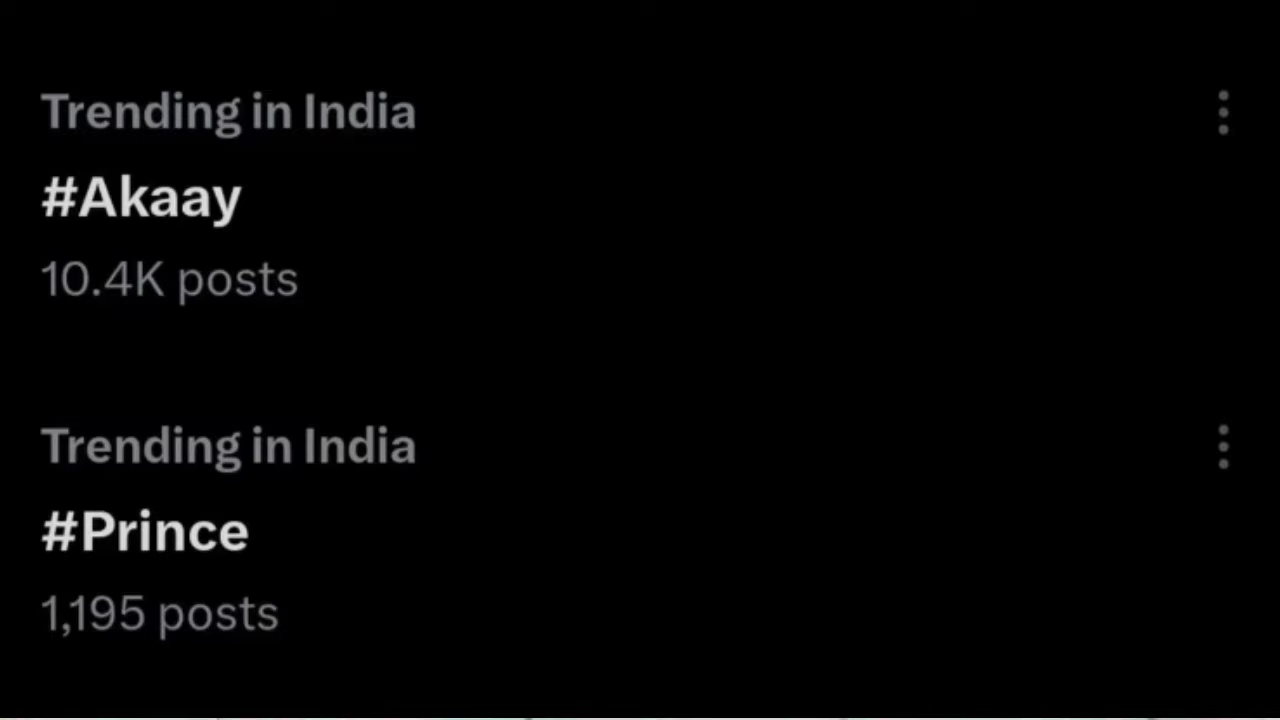 Trending in India
#Akaay
10.4K posts
Trending in India
#Prince
1,195 posts